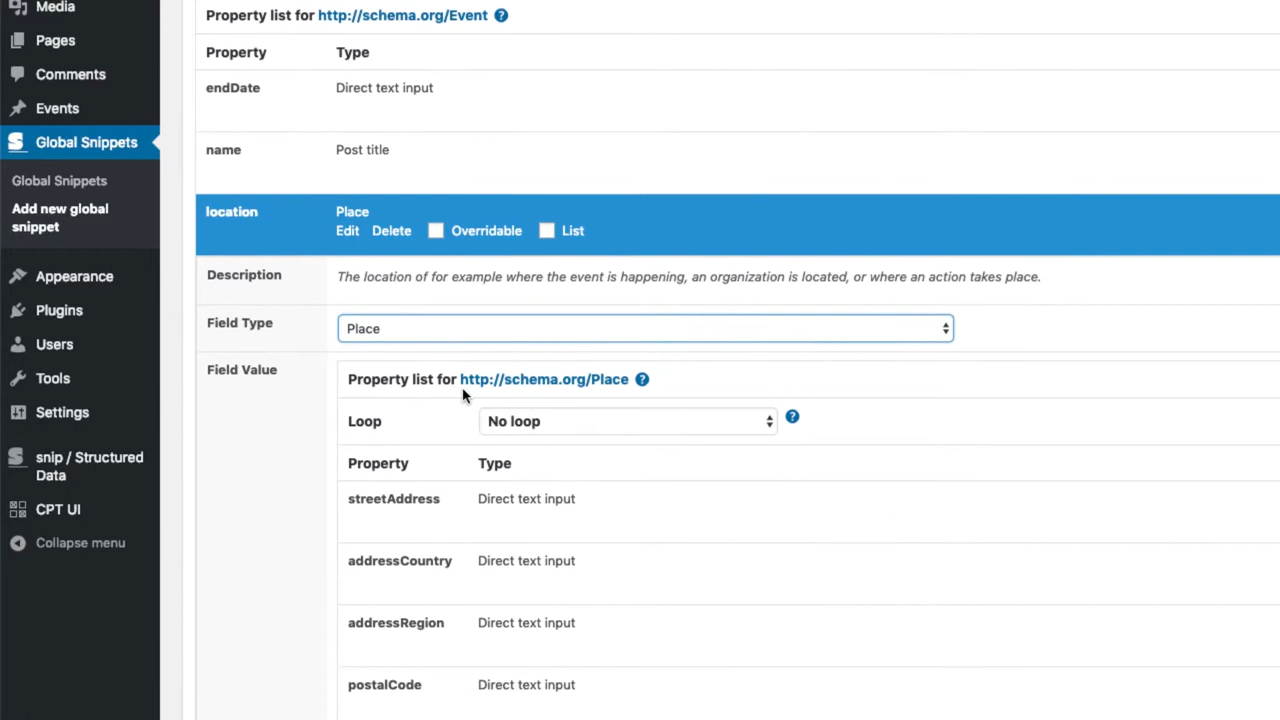 Media
Pages
Comments
Events
Global Snippets
Global Snippets
Add new global
snippet
Appearance
Plugins
Users
Tools
Settings
snip / Structured
Data
CPT UI
Collapse menu
Property list for http://schema.org/Event ?
Property Type
endDate Direct text input
name Post title
location Place
Edit Delete Overridable List
Description The location of for example where the event is happening, an organization is located, or where an action takes place.
Field Type Place
Field Value Property list for http://schema.org/Place ?
Loop No loop ?
Property Type
streetAddress Direct text input
addressCountry Direct text input
addressRegion Direct text input
postalCode Direct text input